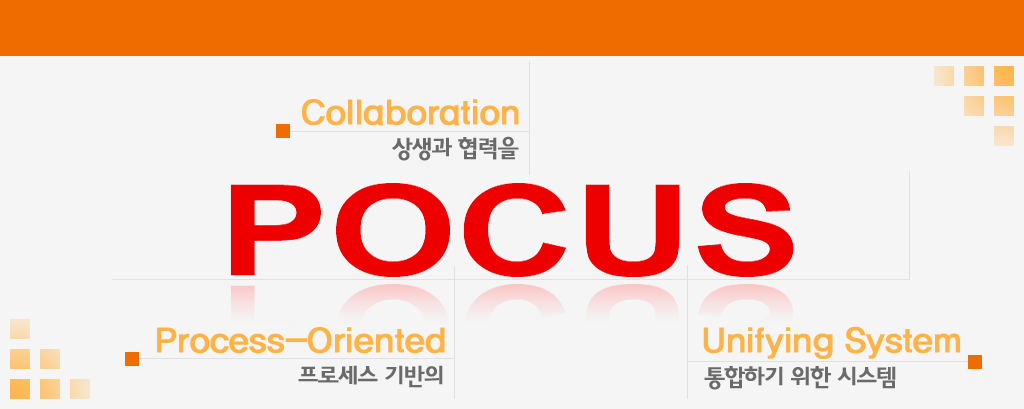 Collaboration
상생과 협력을
POCUS
Process-Oriented
프로세스 기반의
Unifying System
통합하기 위한 시스템